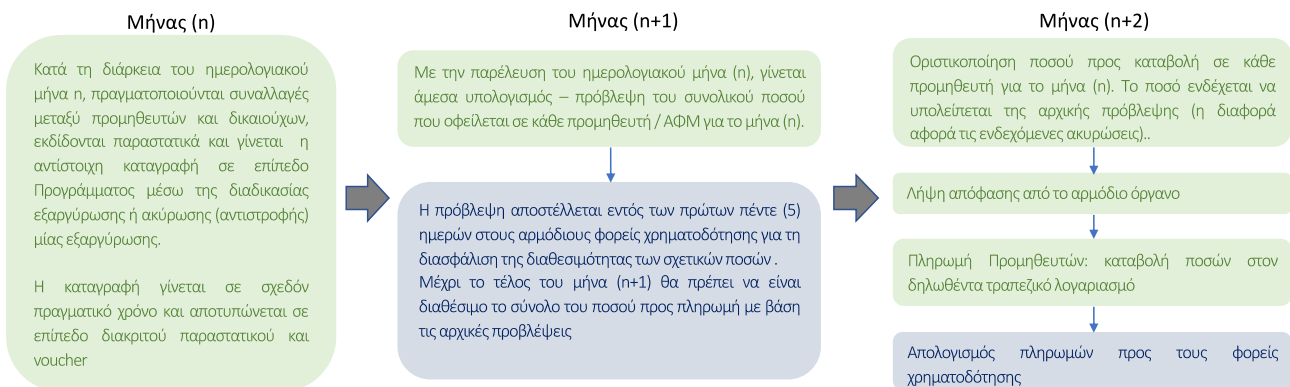 Μήνας (n)
Κατά τη διάρκεια του ημερολογιακού
μήνα n, πραγματοποιούνται συναλλαγές
μεταξύ προμηθευτών και δικαιούχων,
εκδίδονται παραστατικά και γίνεται η
αντίστοιχη καταγραφή σε επίπεδο
Προγράμματος μέσω της διαδικασίας
εξαργύρωσης ή ακύρωσης (αντιστροφής)
μίας εξαργύρωσης.
Η καταγραφή γίνεται σε σχεδόν
πραγματικό χρόνο και αποτυπώνεται σε
επίπεδο διακριτού παραστατικού και
voucher
Μήνας (n+1)
Με την παρέλευση του ημερολογιακού μήνα (n), γίνεται
άμεσα υπολογισμός – πρόβλεψη του συνολικού ποσού
που οφείλεται σε κάθε προμηθευτή / ΑΦΜ για το μήνα (n).
Η πρόβλεψη αποστέλλεται εντός των πρώτων πέντε (5)
ημερών στους αρμόδιους φορείς χρηματοδότησης για τη
διασφάλιση της διαθεσιμότητας των σχετικών ποσών .
Μέχρι το τέλος του μήνα (n+1) θα πρέπει να είναι
διαθέσιμο το σύνολο του ποσού προς πληρωμή με βάση
τις αρχικές προβλέψεις
Μήνας (n+2)
Οριστικοποίηση ποσού προς καταβολή σε κάθε
προμηθευτή για το μήνα (n). Το ποσό ενδέχεται να
υπολείπεται της αρχικής πρόβλεψης (η διαφορά
αφορά τις ενδεχόμενες ακυρώσεις)..
Λήψη απόφασης από το αρμόδιο όργανο
Πληρωμή Προμηθευτών: καταβολή ποσών στον
δηλωθέντα τραπεζικό λογαριασμό
Απολογισμός πληρωμών προς τους φορείς
χρηματοδότησης